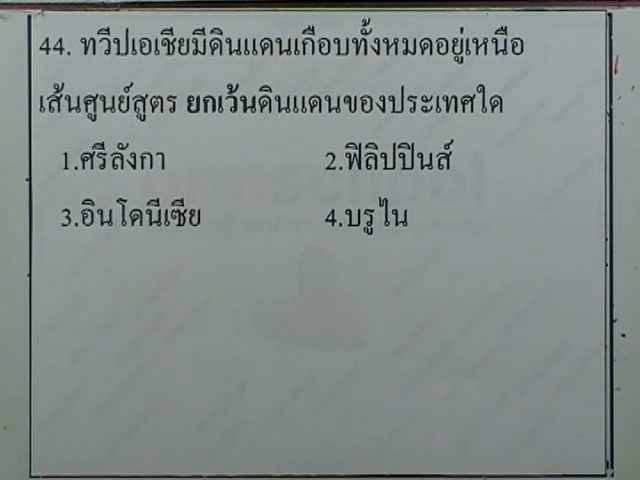 44. ทวีปเอเชียมีดินแดนเกือบทั้งหมดอยู่เหนือ
เส้นศูนย์สูตร ยกเว้นดินแดนของประเทศใด
1.ศรีลังกา 2.ฟิลิปปินส์
3.อินโดนีเซีย 4.บรูไน